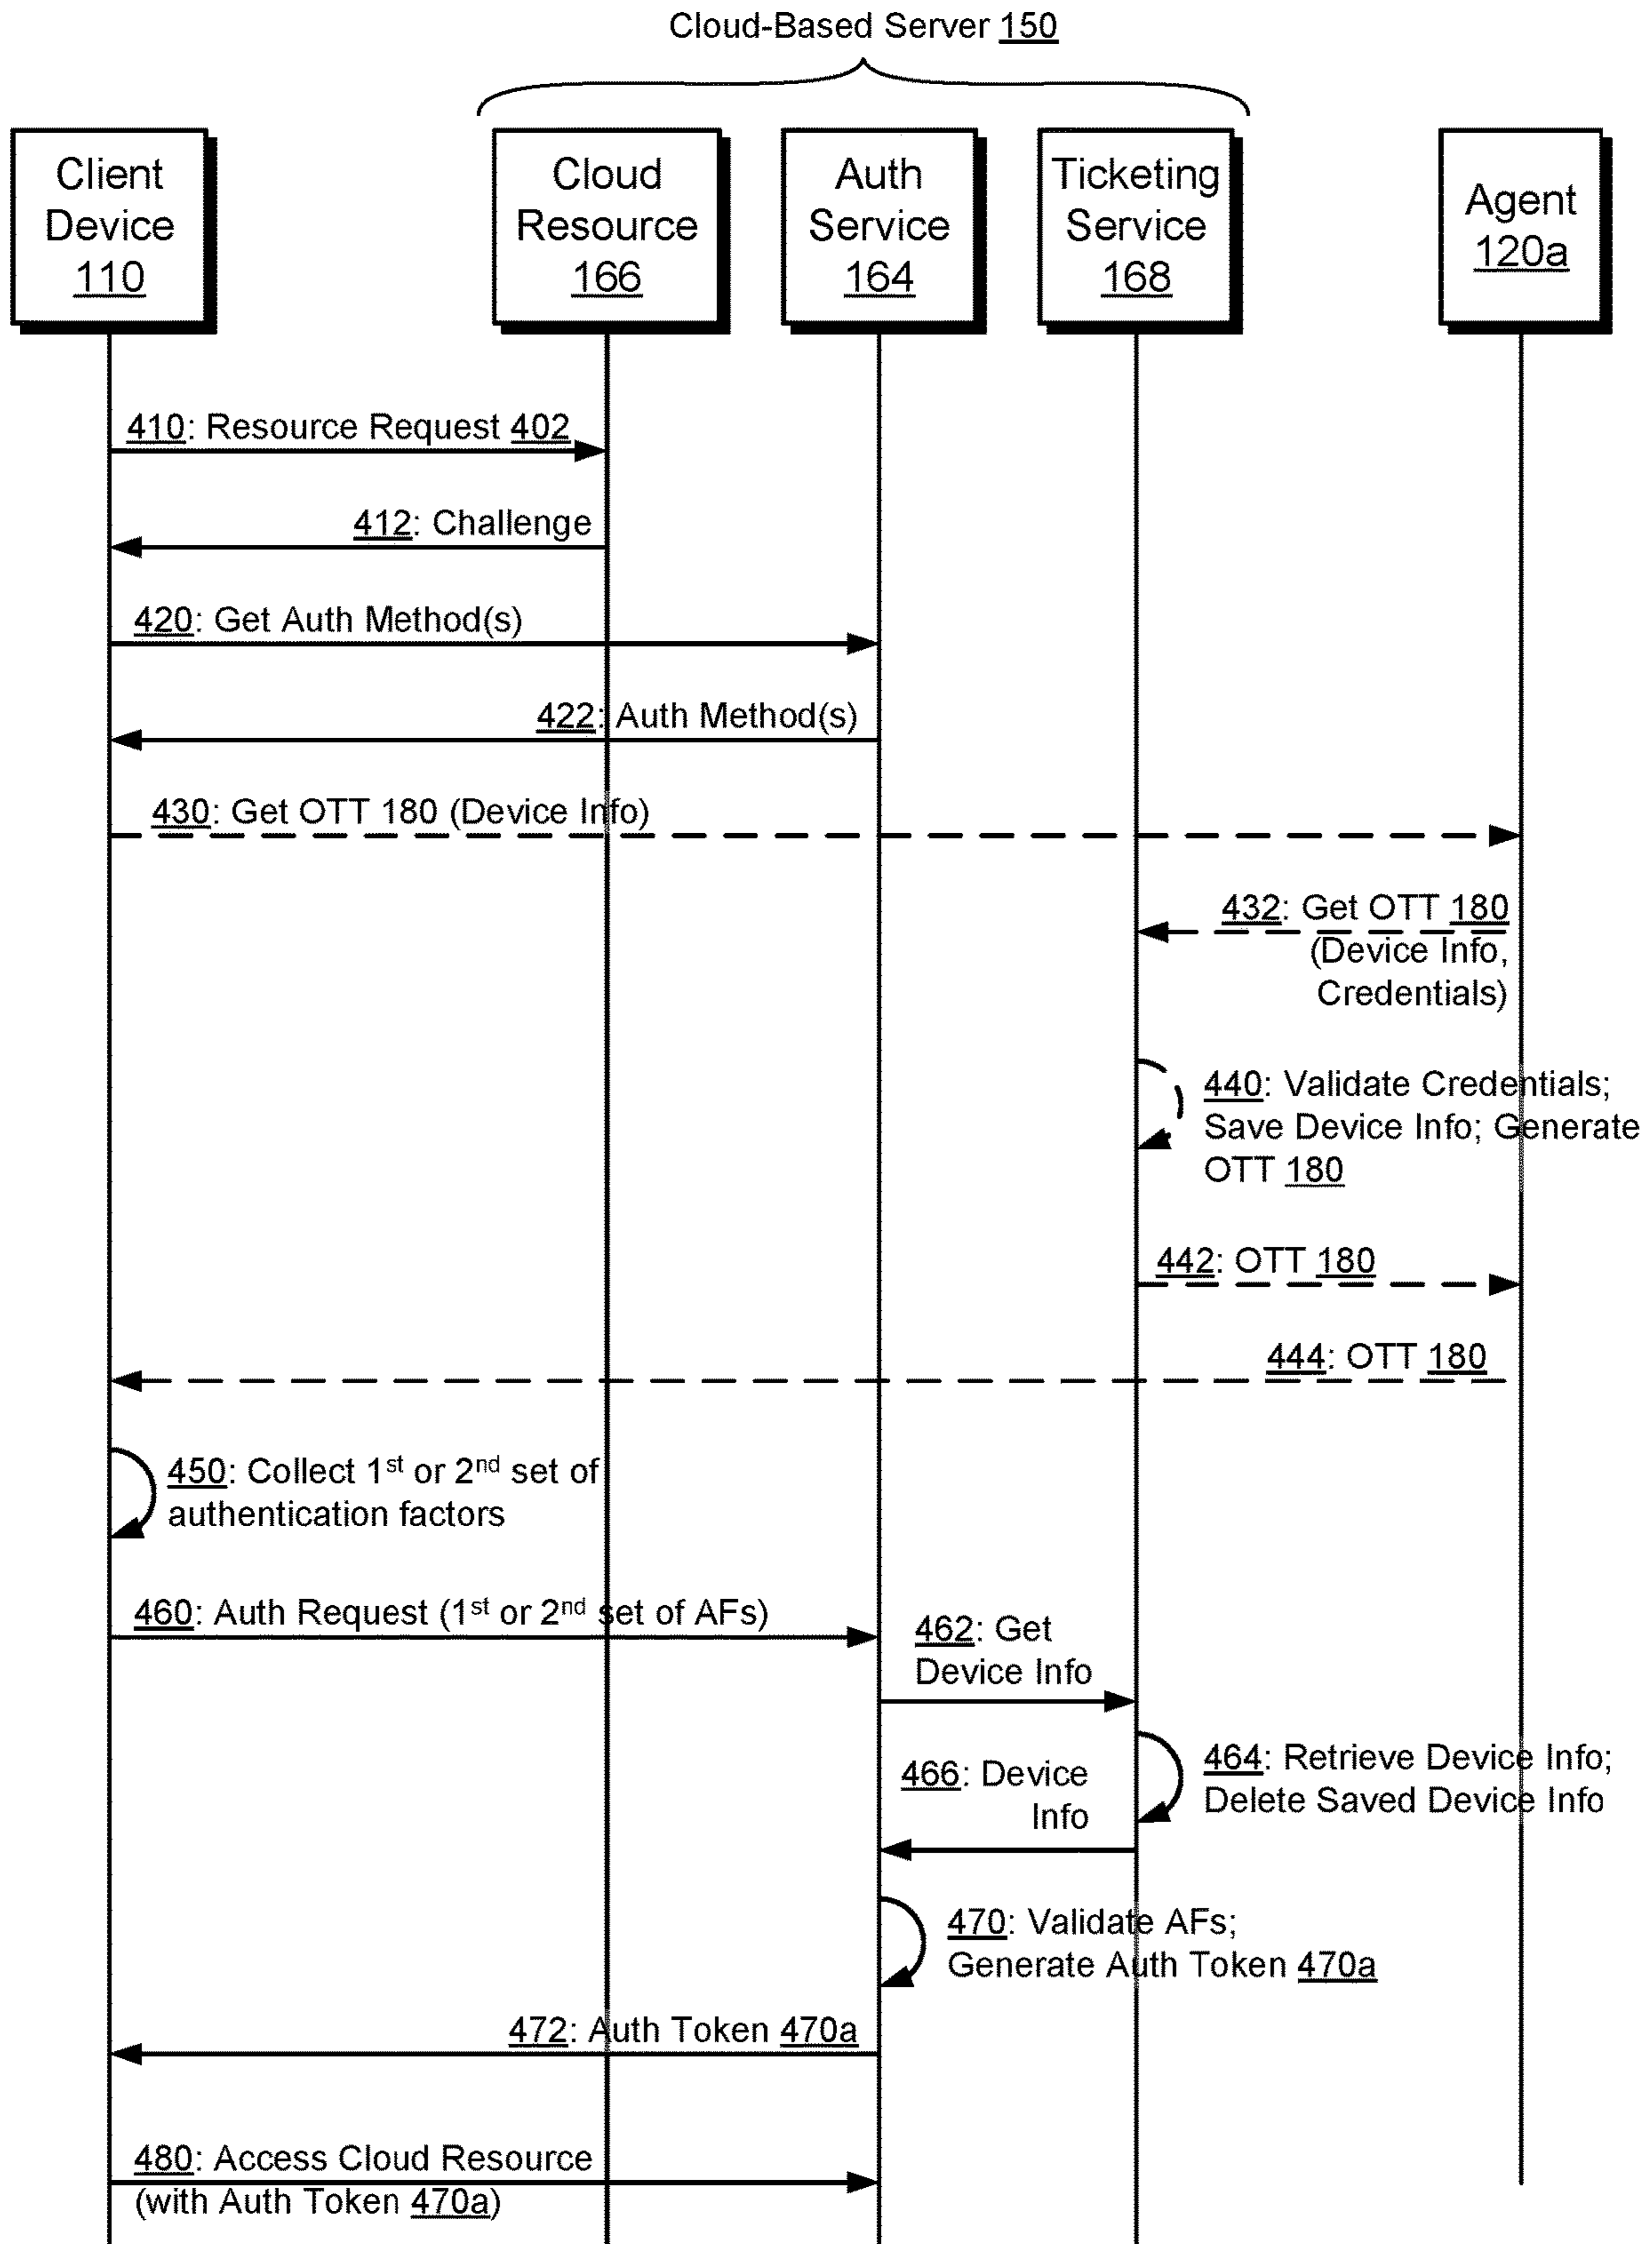 Cloud-Based Server 150
Client
Device
110
Cloud
Resource
166
Auth
Service
164
Ticketing
Service
168
Agent
120a
410: Resource Request 402
412: Challenge
420: Get Auth Method(s)
422: Auth Method(s)
430: Get OTT 180 (Device Info)
432: Get OTT 180
(Device Info,
Credentials)
440: Validate Credentials;
Save Device Info; Generate
OTT 180
442: OTT 180
444: OTT 180
450: Collect 1st or 2nd set of
authentication factors
460: Auth Request (1st or 2nd set of AFs)
462: Get
Device Info
464: Retrieve Device Info;
Delete Saved Device Info
466: Device
Info
470: Validate AFs;
Generate Auth Token 470a
472: Auth Token 470a
480: Access Cloud Resource
(with Auth Token 470a)